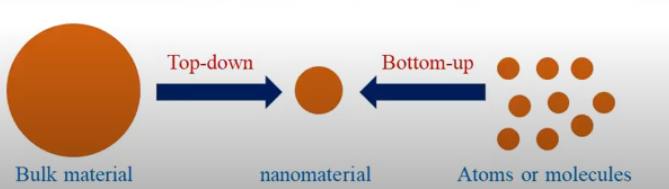 Top-down
Bottom-up
Bulk material
nanomaterial
Atoms or molecules